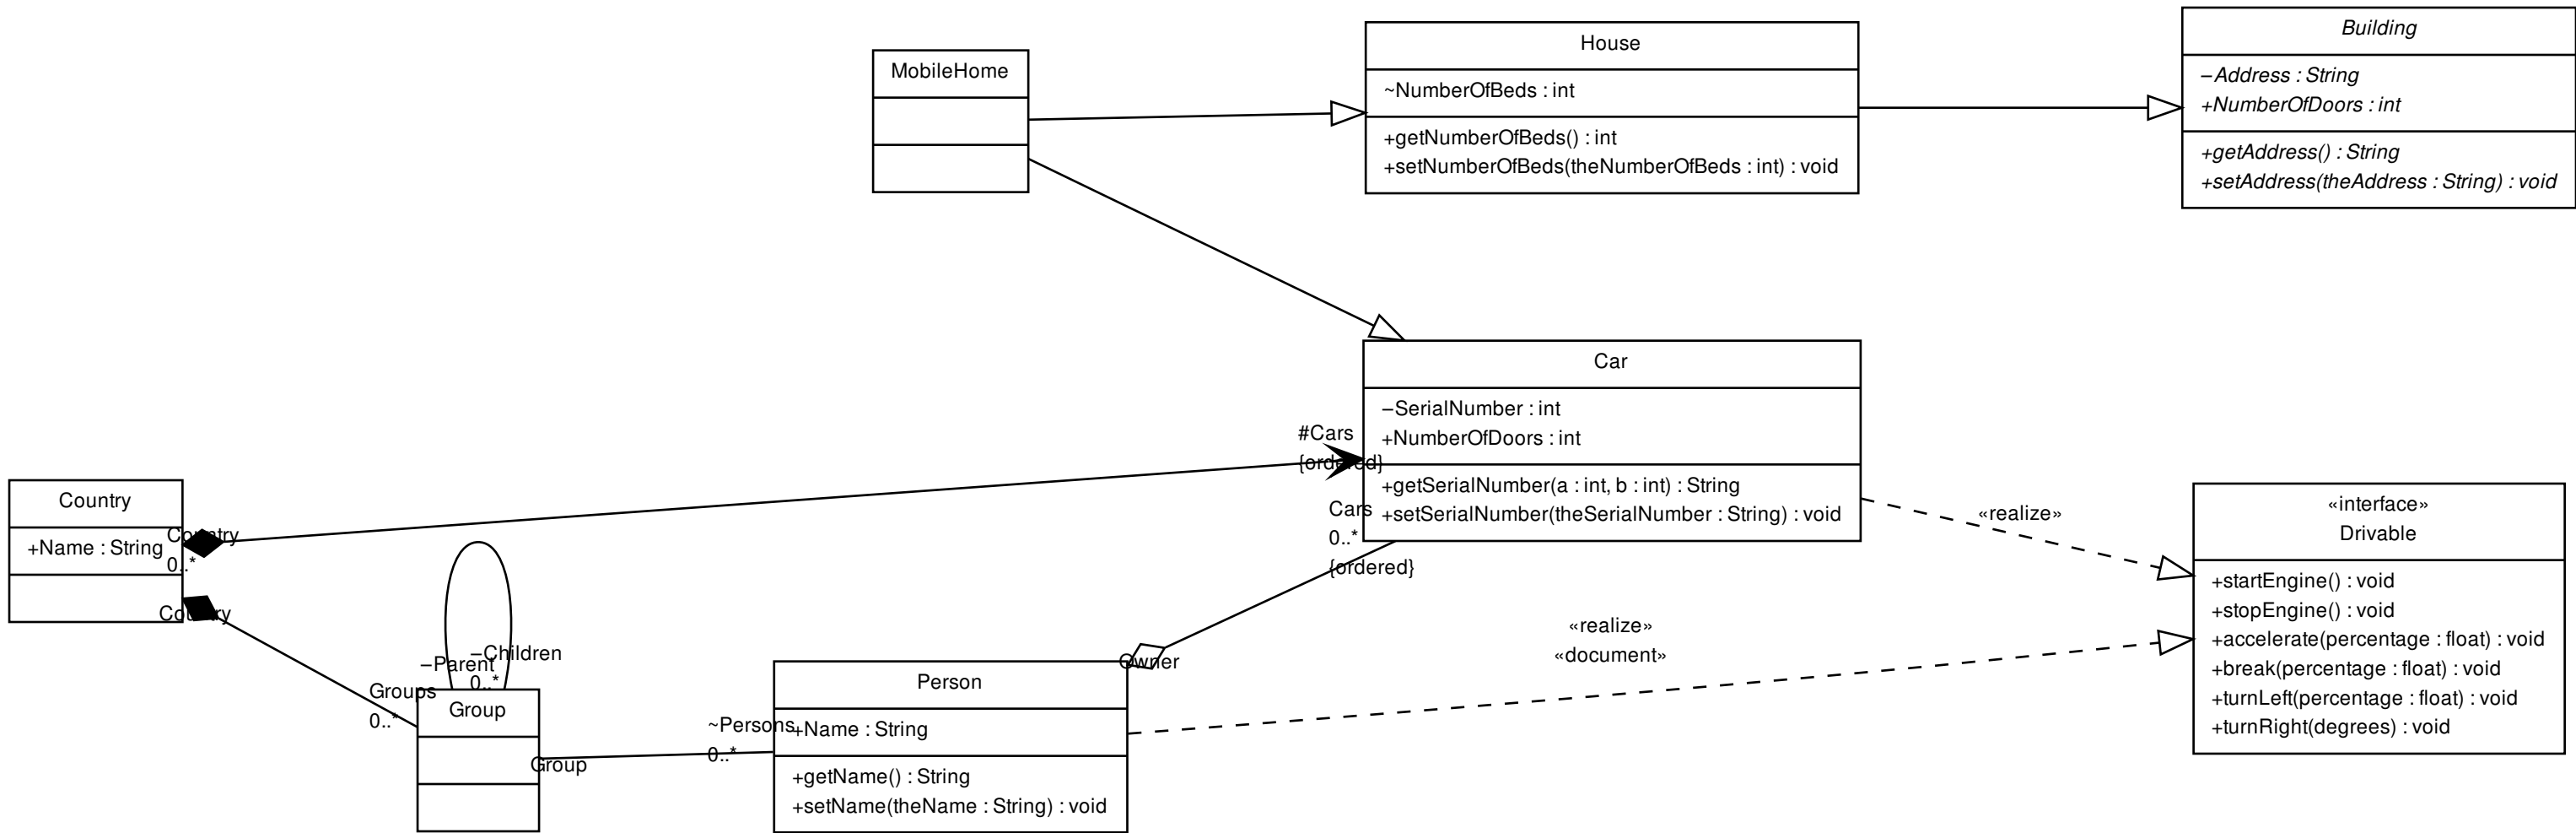 MobileHome
House
~NumberOfBeds : int
+getNumberOfBeds() : int
+setNumberOfBeds(theNumberOfBeds : int) : void
Building
−Address : String
+NumberOfDoors : int
+getAddress() : String
+setAddress(theAddress : String) : void
Car
−SerialNumber : int
+NumberOfDoors : int
+getSerialNumber(a : int, b : int) : String
+setSerialNumber(theSerialNumber : String) : void
#Cars
{ordered}
Cars
0..*
{ordered}
Country
+Name : String
Country
0..*
Country
«realize»
«interface»
Drivable
+startEngine() : void
+stopEngine() : void
+accelerate(percentage : float) : void
+break(percentage : float) : void
+turnLeft(percentage : float) : void
+turnRight(degrees) : void
«realize»
«document»
−Parent
−Children
0..*
Groups
0..*
Group
Group
~Persons
0..*
Owner
Person
+Name : String
+getName() : String
+setName(theName : String) : void